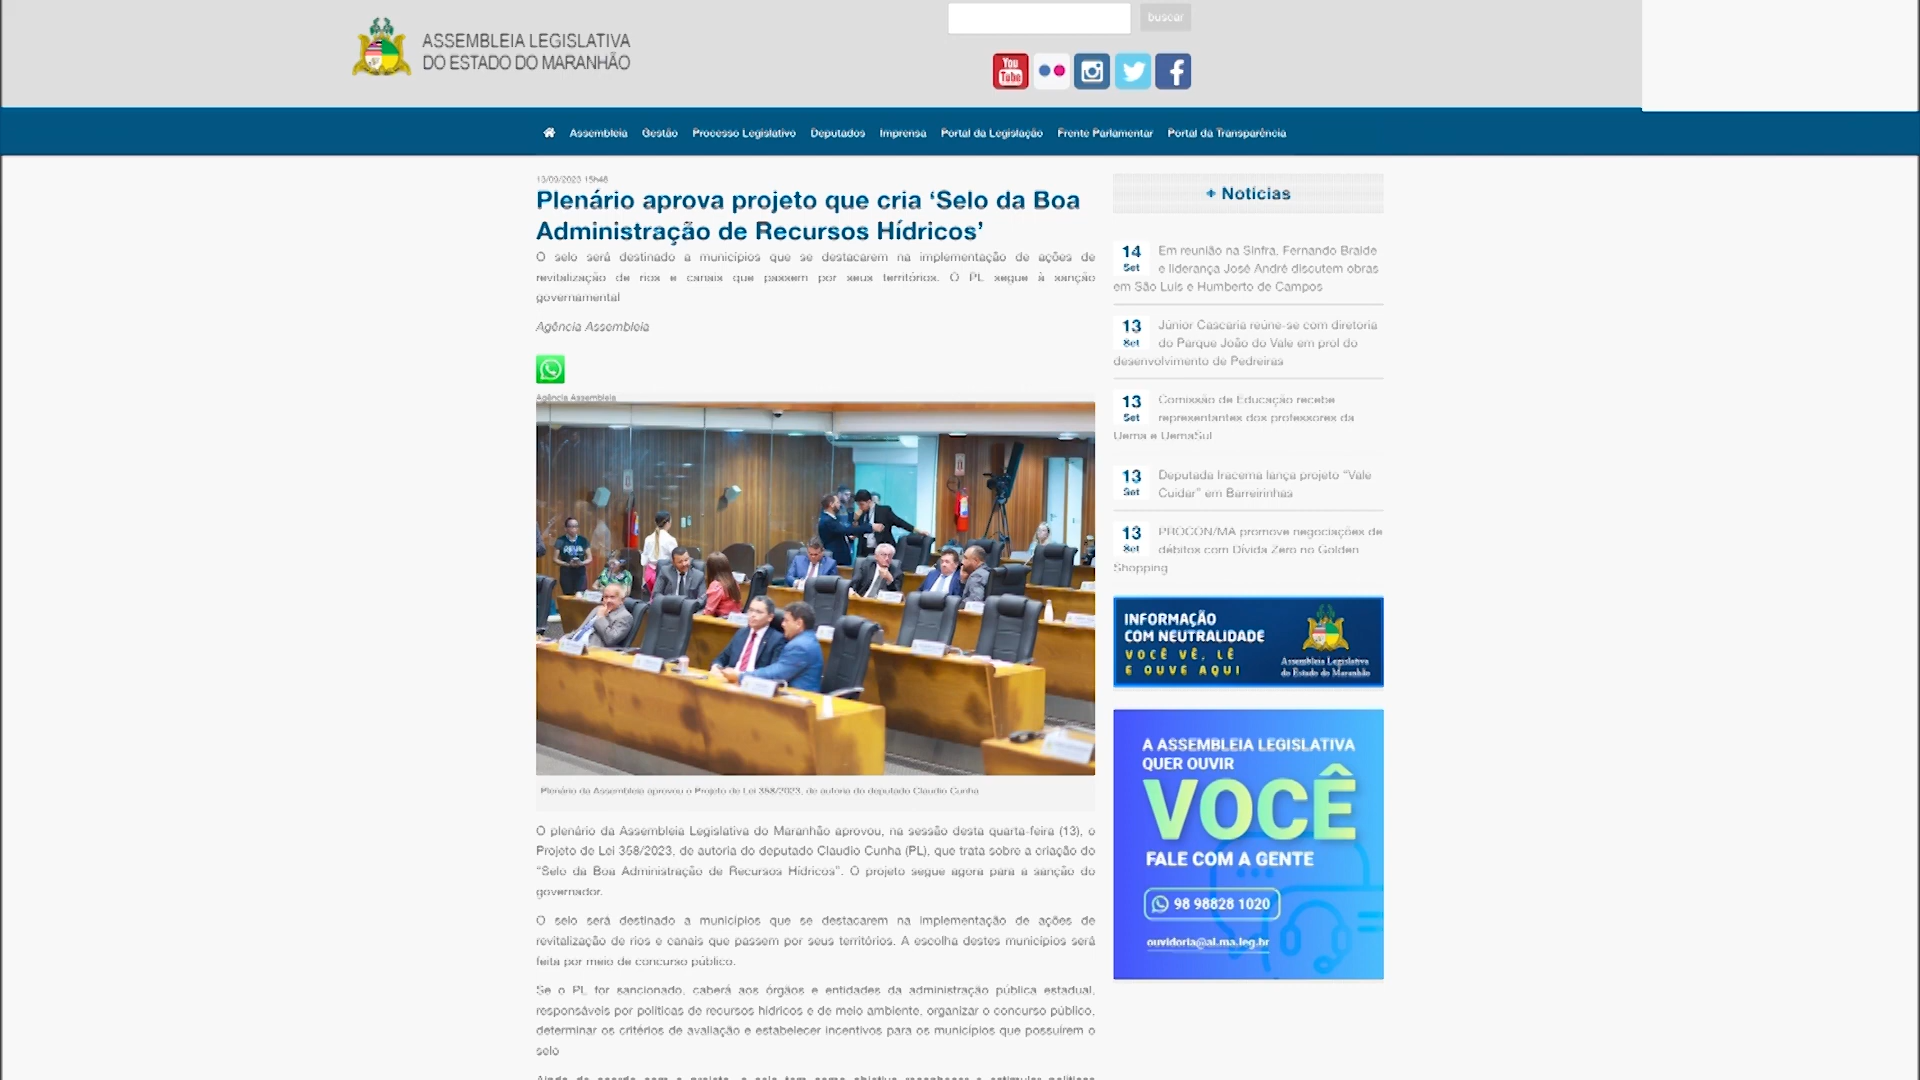 ASSEMBLEIA LEGISLATIVA
DO ESTADO DO MARANHÃO
buscar
You
Tube
Assembleia Gestão Processo Legislativo Deputados Imprensa Portal da Legislação Frente Parlamentar Portal da Transparência
13/09/2023 15h48
Plenário aprova projeto que cria ‘Selo da Boa
Administração de Recursos Hídricos’
O selo será destinado a municípios que se destacarem na implementação de ações de
revitalização de rios e canais que passem por seus territórios. O PL segue à sanção
governamental
Agência Assembleia
Agência Assembleia
Plenário da Assembleia aprovou o Projeto de Lei 358/2023, de autoria do deputado Claudio Cunha
O plenário da Assembleia Legislativa do Maranhão aprovou, na sessão desta quarta-feira (13), o
Projeto de Lei 358/2023, de autoria do deputado Claudio Cunha (PL), que trata sobre a criação do
“Selo da Boa Administração de Recursos Hídricos”. O projeto segue agora para a sanção do
governador.
O selo será destinado a municípios que se destacarem na implementação de ações de
revitalização de rios e canais que passem por seus territórios. A escolha destes municípios será
feita por meio de concurso público.
Se o PL for sancionado, caberá aos órgãos e entidades da administração pública estadual,
responsáveis por políticas de recursos hídricos e de meio ambiente, organizar o concurso público,
determinar os critérios de avaliação e estabelecer incentivos para os municípios que possuírem o
selo
+ Notícias
14 Em reunião na Sinfra, Fernando Braide
Set e liderança José André discutem obras
em São Luís e Humberto de Campos
13 Júnior Cascaria reúne-se com diretoria
Set do Parque João do Vale em prol do
desenvolvimento de Pedreiras
13 Comissão de Educação recebe
Set representantes dos professores da
Uema e UemaSul
13 Deputada Iracema lança projeto “Vale
Set Cuidar” em Barreirinhas
13 PROCON/MA promove negociações de
Set débitos com Dívida Zero no Golden
Shopping
INFORMAÇÃO
COM NEUTRALIDADE
VOCÊ VÊ, LÊ
E OUVE AQUI
Assembleia Legislativa
do Estado do Maranhão
A ASSEMBLEIA LEGISLATIVA
QUER OUVIR
VOCÊ
FALE COM A GENTE
98 98828 1020
ouvidoria@al.ma.leg.br